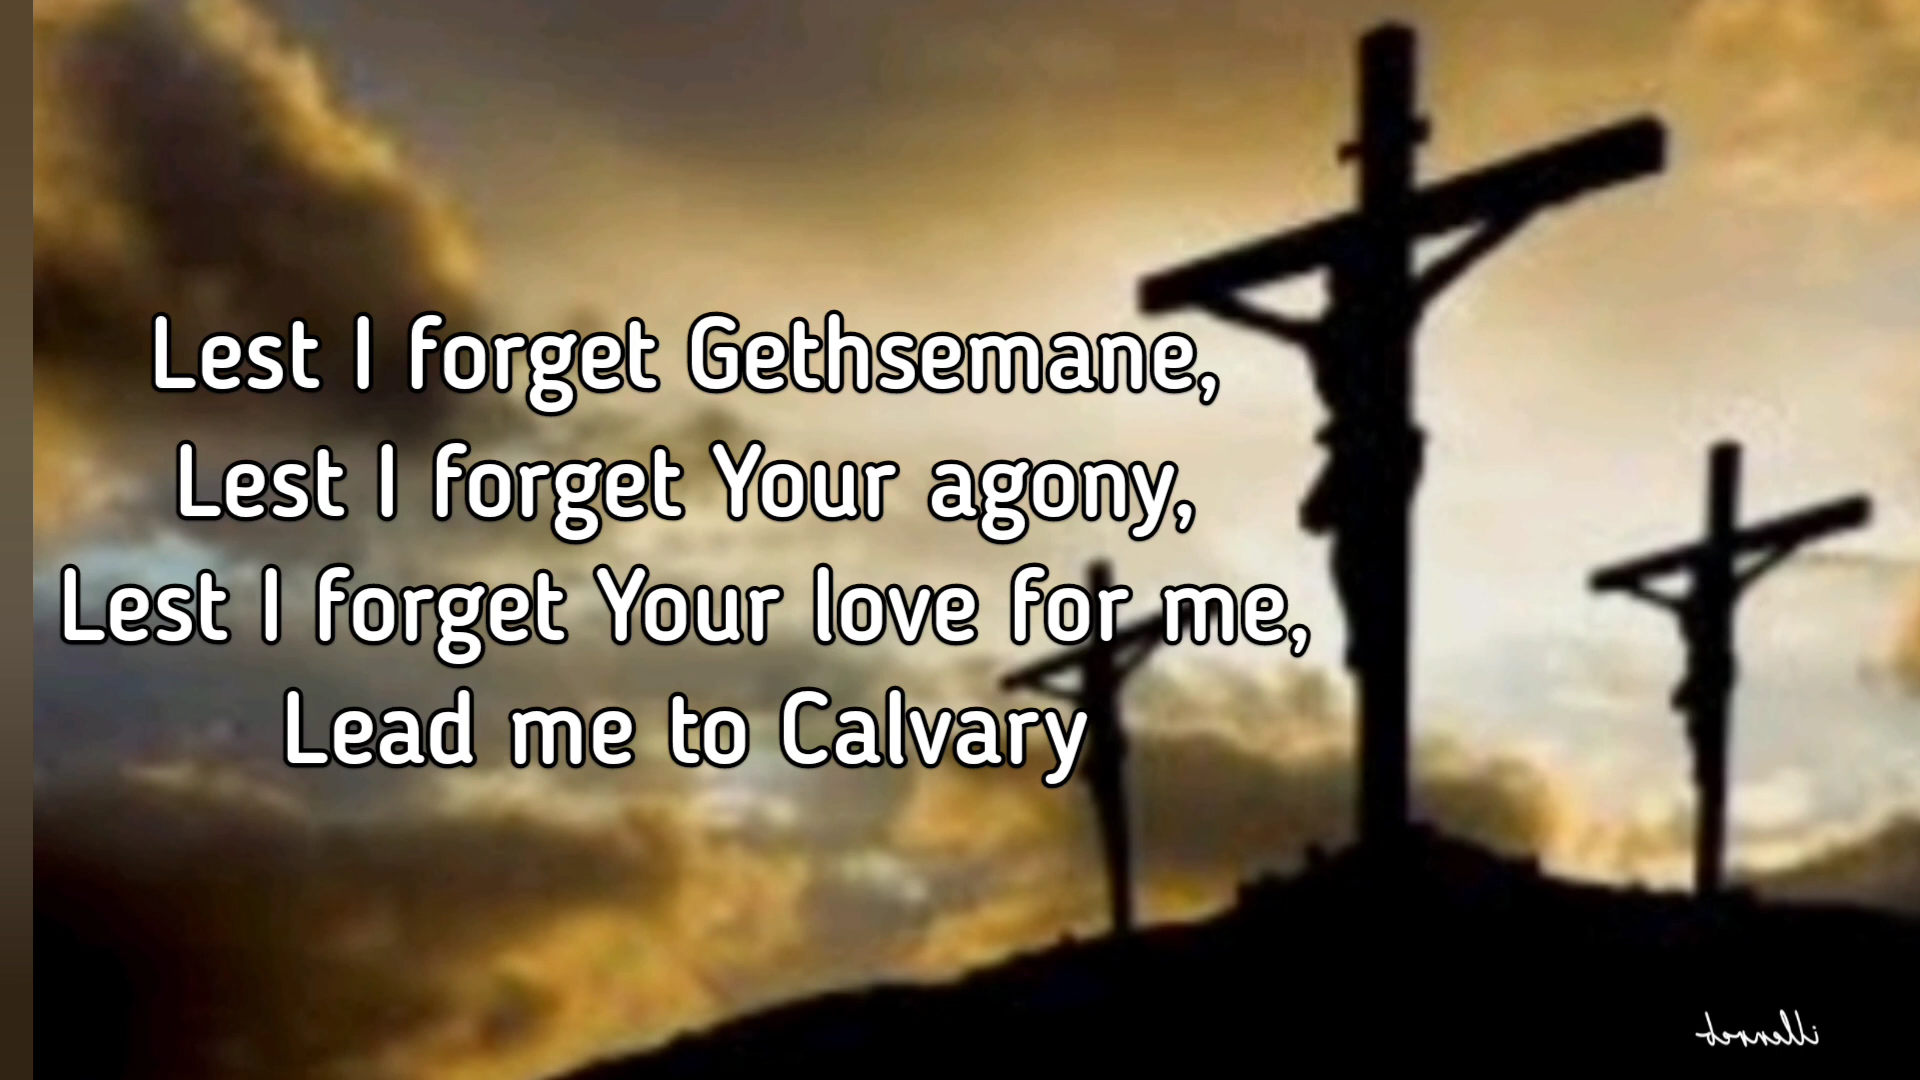 Lest I forget Gethsemane,
Lest I forget Your agony,
Lest I forget Your love for me,
Lead me to Calvary